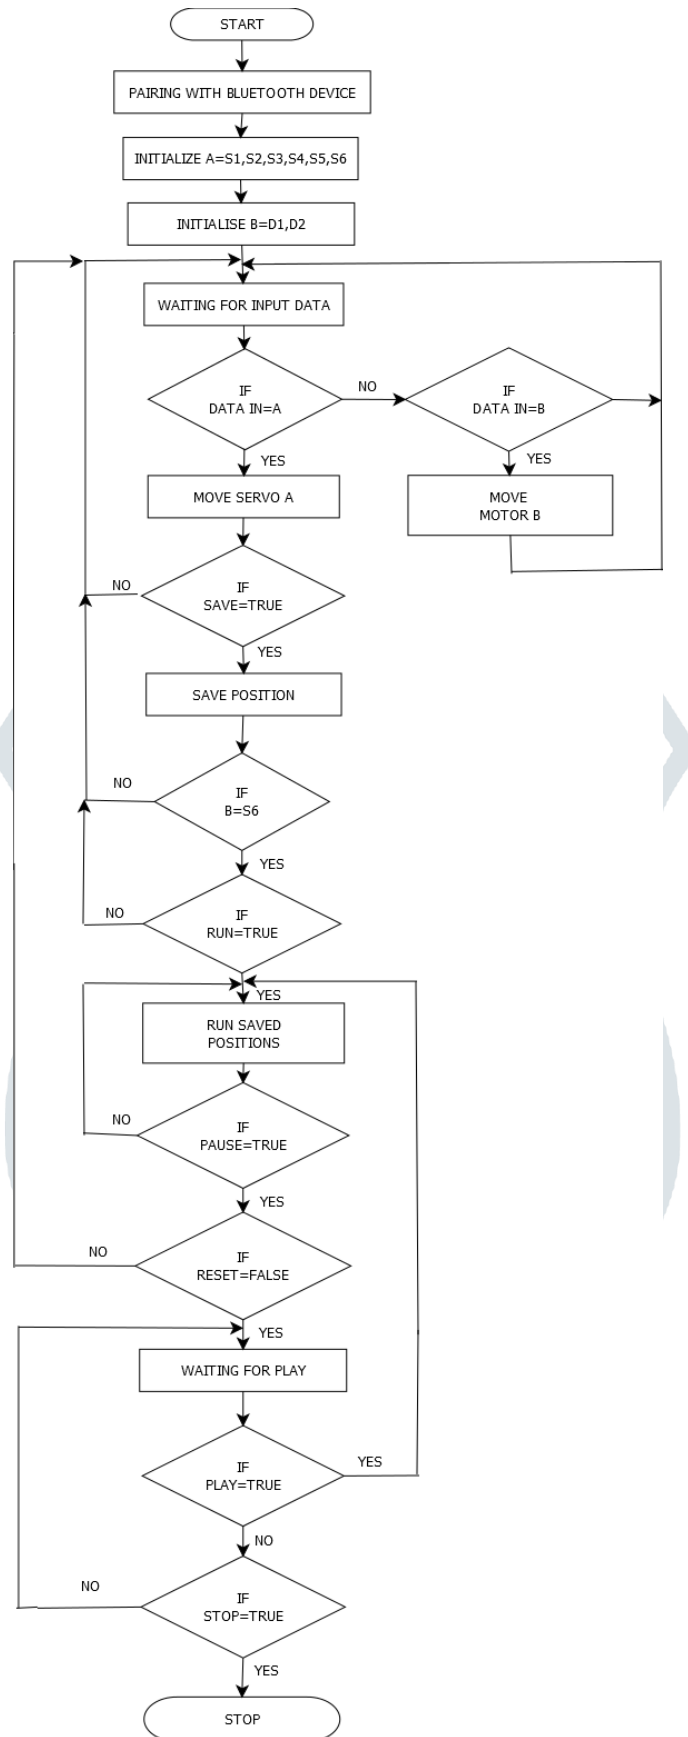 START
PAIRING WITH BLUETOOTH DEVICE
INITIALIZE A=S1,S2,S3,S4,S5,S6
INITIALISE B=D1,D2
WAITING FOR INPUT DATA
IF
DATA IN=A
NO
IF
DATA IN=B
YES
YES
MOVE SERVO A
MOVE
MOTOR B
IF
SAVE=TRUE
NO
YES
SAVE POSITION
NO
IF
B=S6
YES
NO
IF
RUN=TRUE
YES
RUN SAVED
POSITIONS
NO
IF
PAUSE=TRUE
YES
NO
IF
RESET=FALSE
YES
WAITING FOR PLAY
IF
PLAY=TRUE
YES
NO
NO
IF
STOP=TRUE
YES
STOP